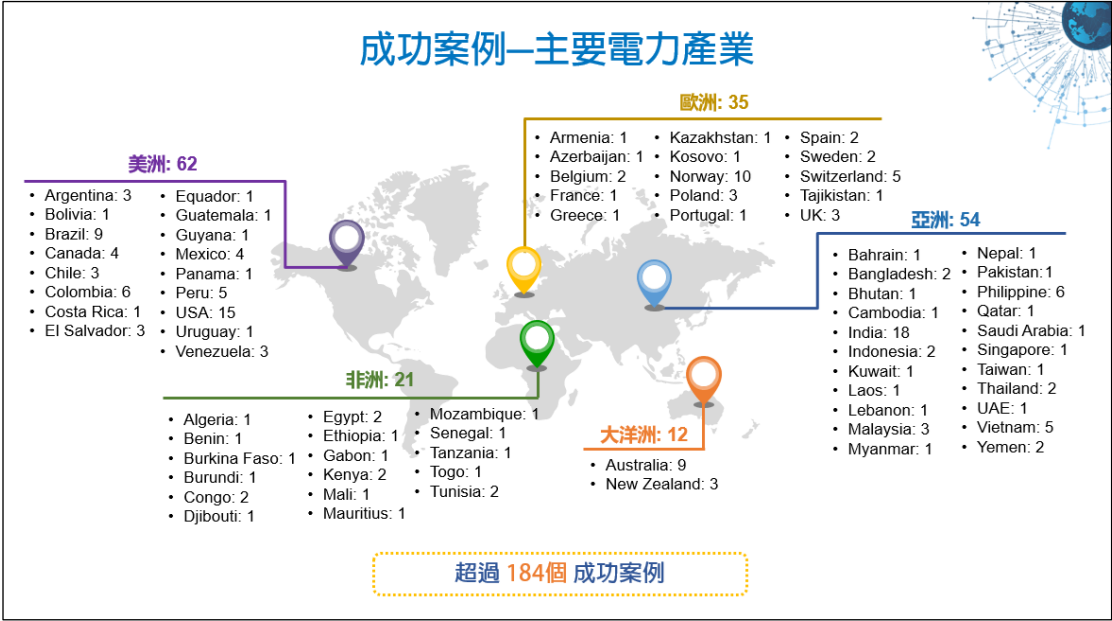 成功案例—主要電力產業
歐洲: 35
• Armenia: 1
• Azerbaijan: 1
• Belgium: 2
• France: 1
• Greece: 1
• Kazakhstan: 1
• Kosovo: 1
• Norway: 10
• Poland: 3
• Portugal: 1
• Spain: 2
• Sweden: 2
• Switzerland: 5
• Tajikistan: 1
• UK: 3
美洲: 62
• Argentina: 3
• Bolivia: 1
• Brazil: 9
• Canada: 4
• Chile: 3
• Colombia: 6
• Costa Rica: 1
• El Salvador: 3
• Equador: 1
• Guatemala: 1
• Guyana: 1
• Mexico: 4
• Panama: 1
• Peru: 5
• USA: 15
• Uruguay: 1
• Venezuela: 3
亞洲: 54
• Bahrain: 1
• Bangladesh: 2
• Bhutan: 1
• Cambodia: 1
• India: 18
• Indonesia: 2
• Kuwait: 1
• Laos: 1
• Lebanon: 1
• Malaysia: 3
• Myanmar: 1
• Nepal: 1
• Pakistan:1
• Philippine: 6
• Qatar: 1
• Saudi Arabia: 1
• Singapore: 1
• Taiwan: 1
• Thailand: 2
• UAE: 1
• Vietnam: 5
• Yemen: 2
非洲: 21
• Algeria: 1
• Benin: 1
• Burkina Faso: 1
• Burundi: 1
• Congo: 2
• Djibouti: 1
• Egypt: 2
• Ethiopia: 1
• Gabon: 1
• Kenya: 2
• Mali: 1
• Mauritius: 1
• Mozambique: 1
• Senegal: 1
• Tanzania: 1
• Togo: 1
• Tunisia: 2
大洋洲: 12
• Australia: 9
• New Zealand: 3
超過 184個 成功案例